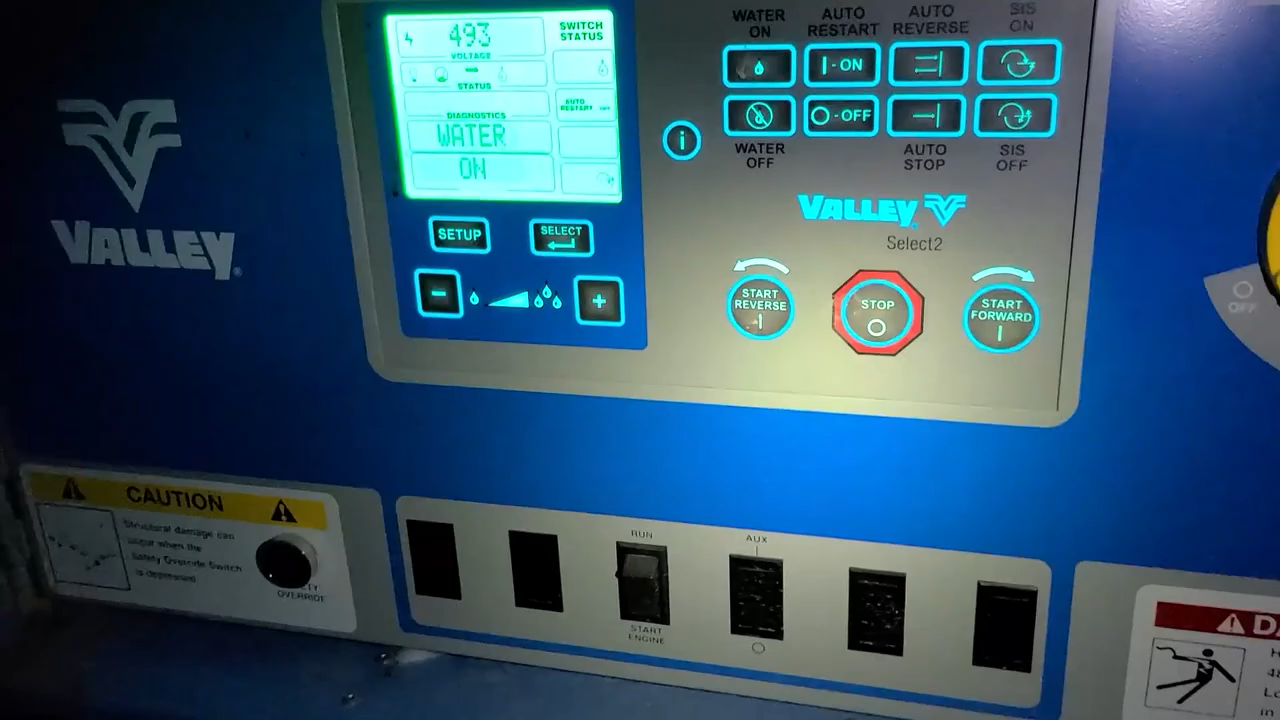 493
VOLTAGE
STATUS
DIAGNOSTICS
WATER
ON
SWITCH
STATUS
AUTO
RESTART OFF
SETUP
SELECT
-
+
i
WATER
ON
AUTO
RESTART
AUTO
REVERSE
SIS
ON
I-ON
O-OFF
WATER
OFF
AUTO
STOP
SIS
OFF
VALLEY
Select2
START
REVERSE
I
STOP
O
START
FORWARD
I
VALLEY®
OFF
CAUTION
Structural damage can
occur when the
Safety Override Switch
is depressed
OVERRIDE
RUN
START
ENGINE
AUX